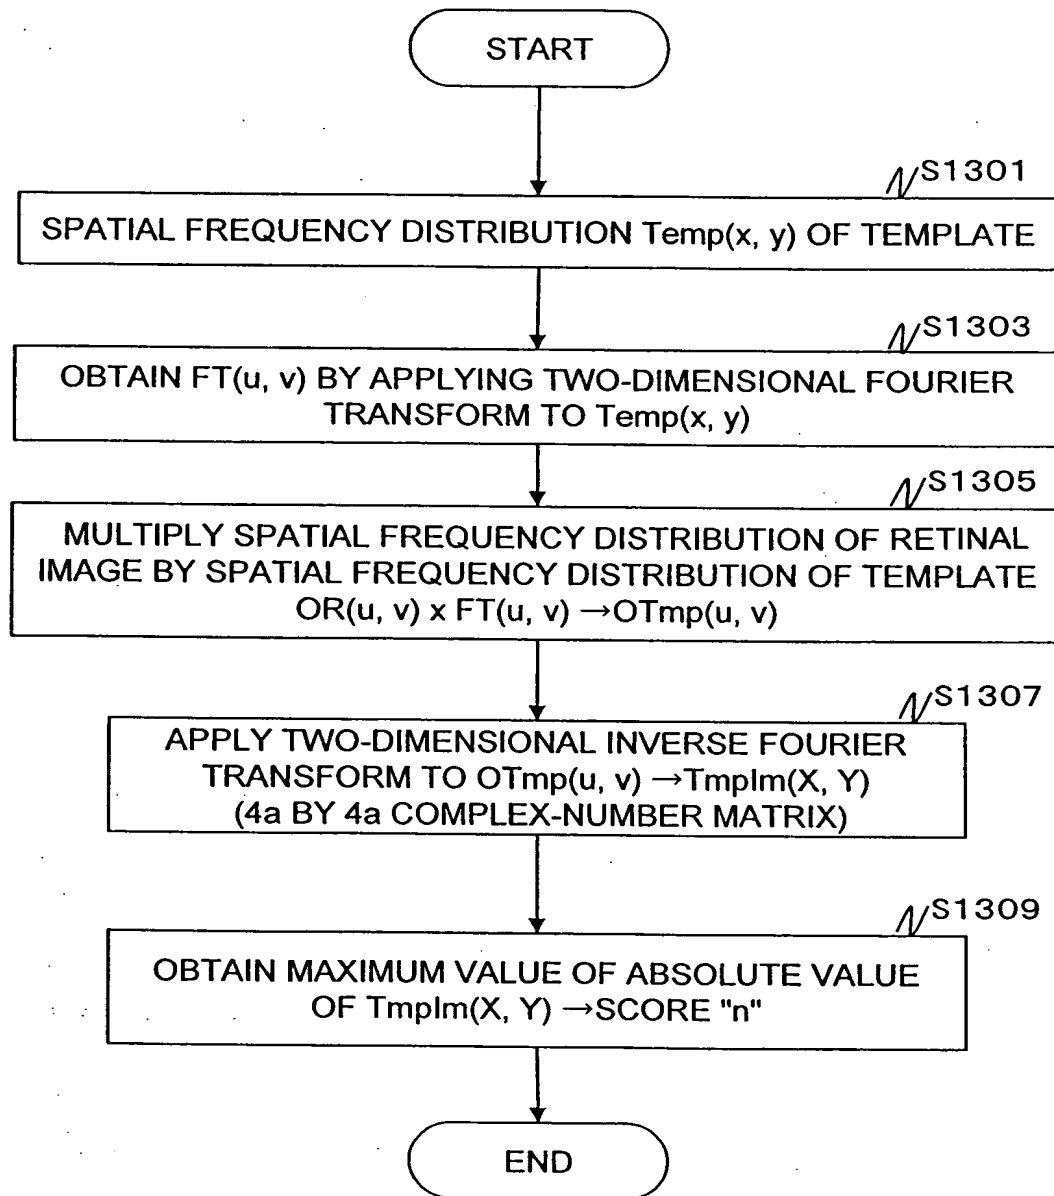 START
S1301
SPATIAL FREQUENCY DISTRIBUTION Temp(x, y) OF TEMPLATE
S1303
OBTAIN FT(u, v) BY APPLYING TWO-DIMENSIONAL FOURIER
TRANSFORM TO Temp(x, y)
S1305
MULTIPLY SPATIAL FREQUENCY DISTRIBUTION OF RETINAL
IMAGE BY SPATIAL FREQUENCY DISTRIBUTION OF TEMPLATE
OR(u, v) x FT(u, v) →OTmp(u, v)
S1307
APPLY TWO-DIMENSIONAL INVERSE FOURIER
TRANSFORM TO OTmp(u, v) →TmpIm(X, Y)
(4a BY 4a COMPLEX-NUMBER MATRIX)
S1309
OBTAIN MAXIMUM VALUE OF ABSOLUTE VALUE
OF TmpIm(X, Y) →SCORE "n"
END